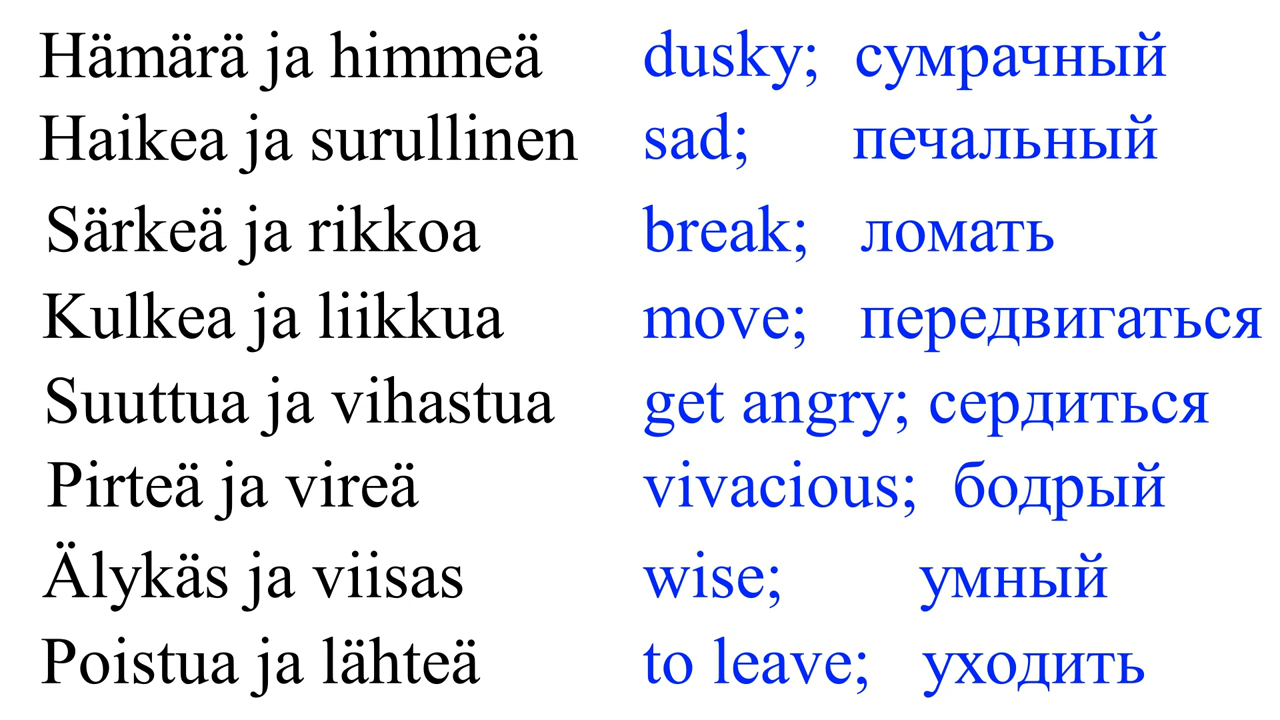 Hämärä ja himmeä dusky; сумрачный
Haikea ja surullinen sad; печальный
Särkeä ja rikkoa break; ломать
Kulkea ja liikkua move; передвигаться
Suuttua ja vihastua get angry; сердиться
Pirteä ja vireä vivacious; бодрый
Älykäs ja viisas wise; умный
Poistua ja lähteä to leave; уходить